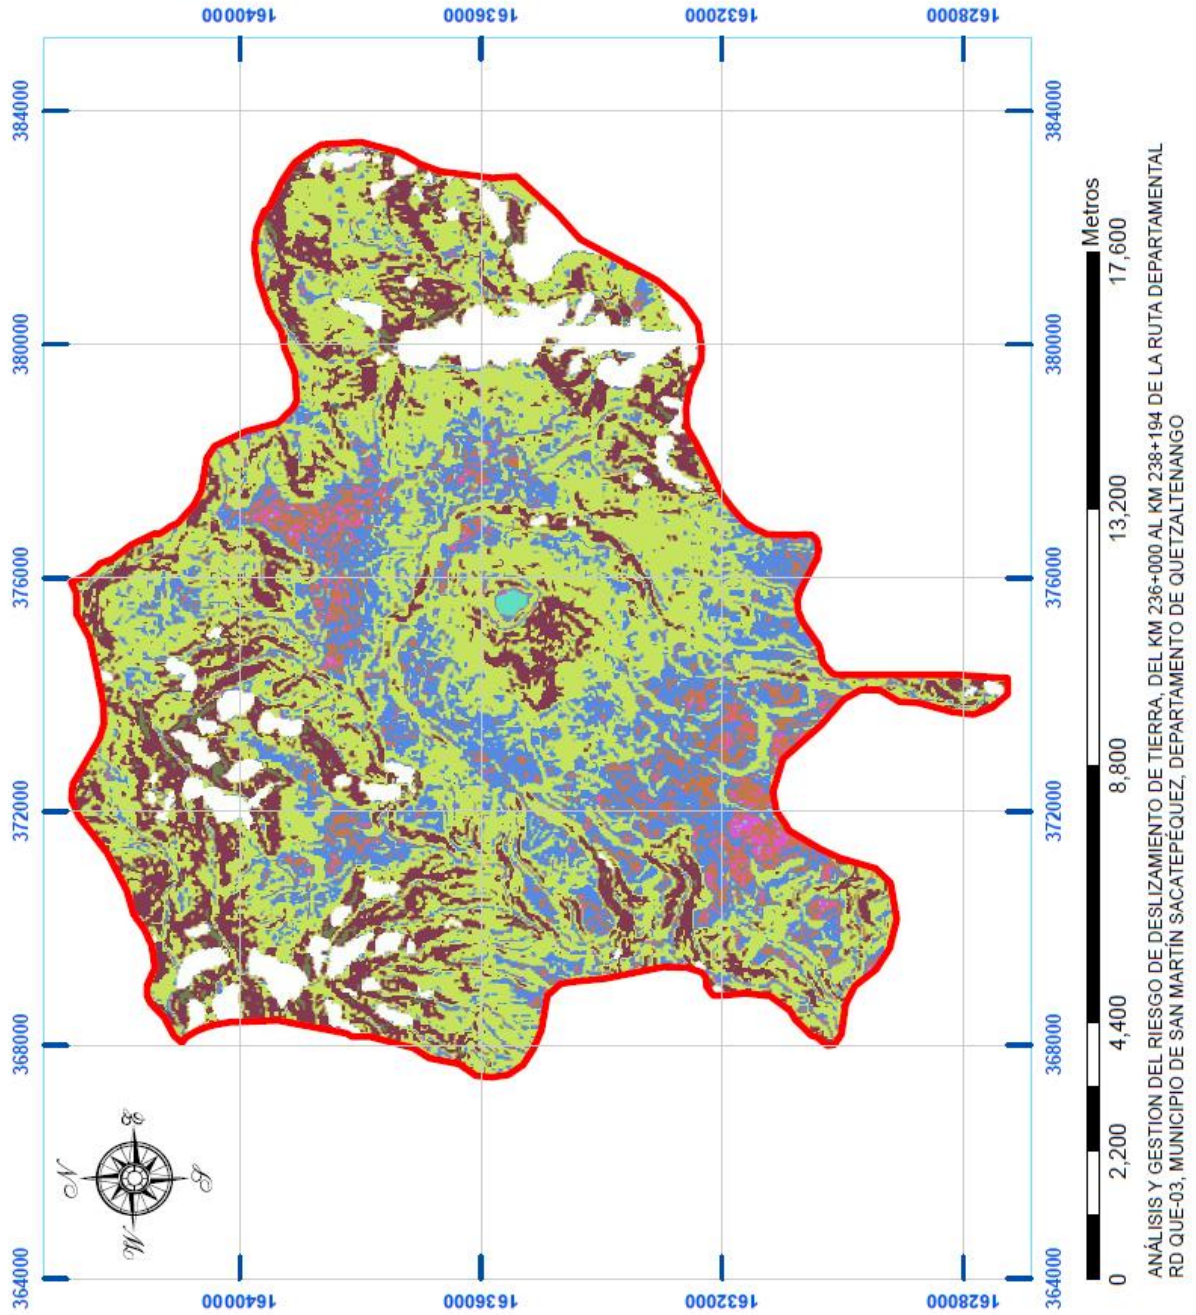 364000 368000 372000 376000 380000 384000
N
W E
S
1640000 1640000
1636000 1636000
1632000 1632000
1628000 1628000
364000 368000 372000 376000 380000 384000
Metros
0 2,200 4,400 8,800 13,200 17,600
ANÁLISIS Y GESTION DEL RIESGO DE DESLIZAMIENTO DE TIERRA, DEL KM 236+000 AL KM 238+194 DE LA RUTA DEPARTAMENTAL
RD QUE-03, MUNICIPIO DE SAN MARTÍN SACATEPÉQUEZ, DEPARTAMENTO DE QUETZALTENANGO